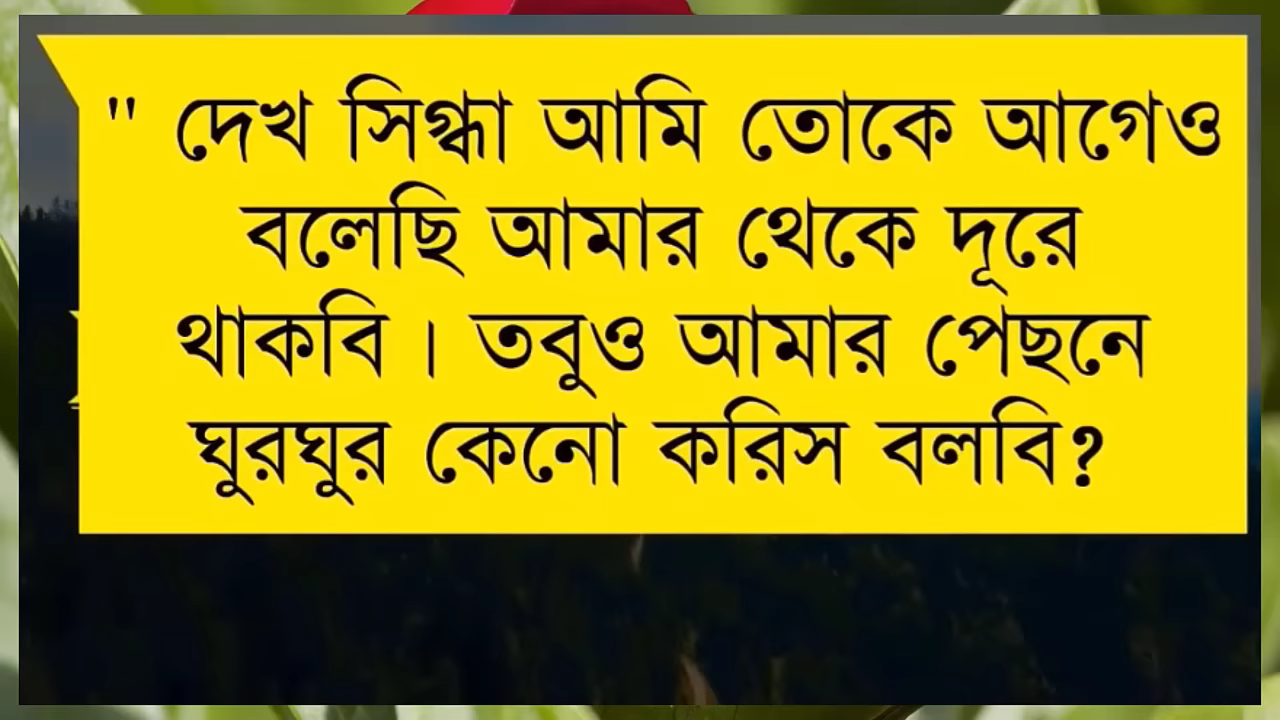 " দেখ সিগ্ধা আমি তোকে আগেও
বলেছি আমার থেকে দূরে
থাকবি । তবুও আমার পেছনে
ঘুরঘুর কেনো করিস বলবি?